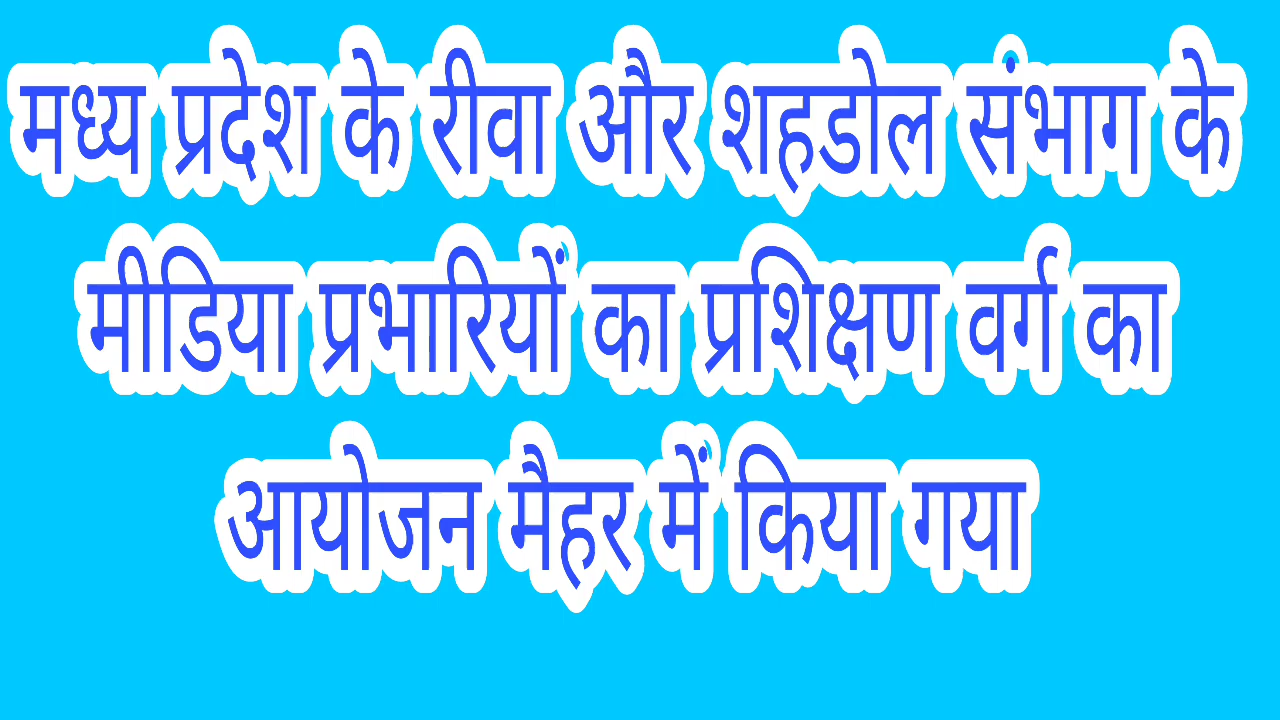 मध्य प्रदेश के रीवा और शहडोल संभाग के
मीडिया प्रभारियों का प्रशिक्षण वर्ग का
आयोजन मैहर में किया गया